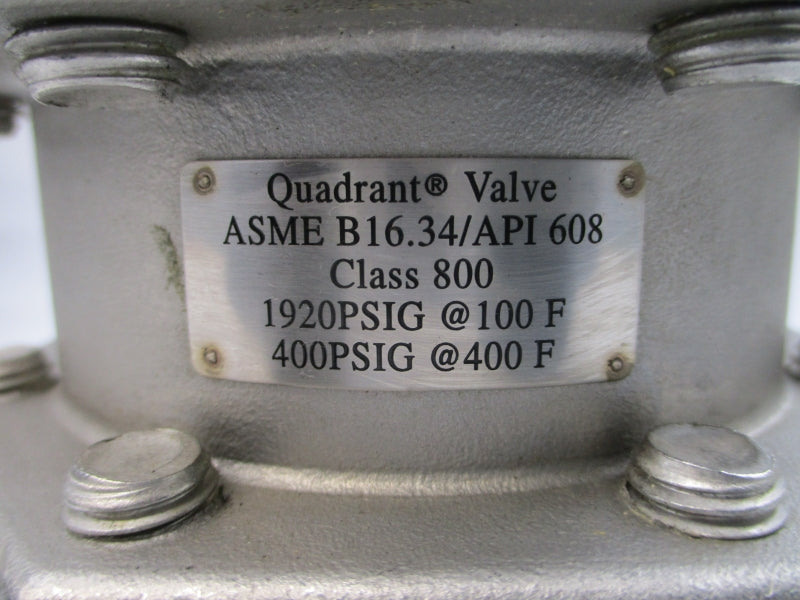 Quadrant® Valve
ASME B16.34/API 608
Class 800
1920PSIG @100 F
400PSIG @400 F